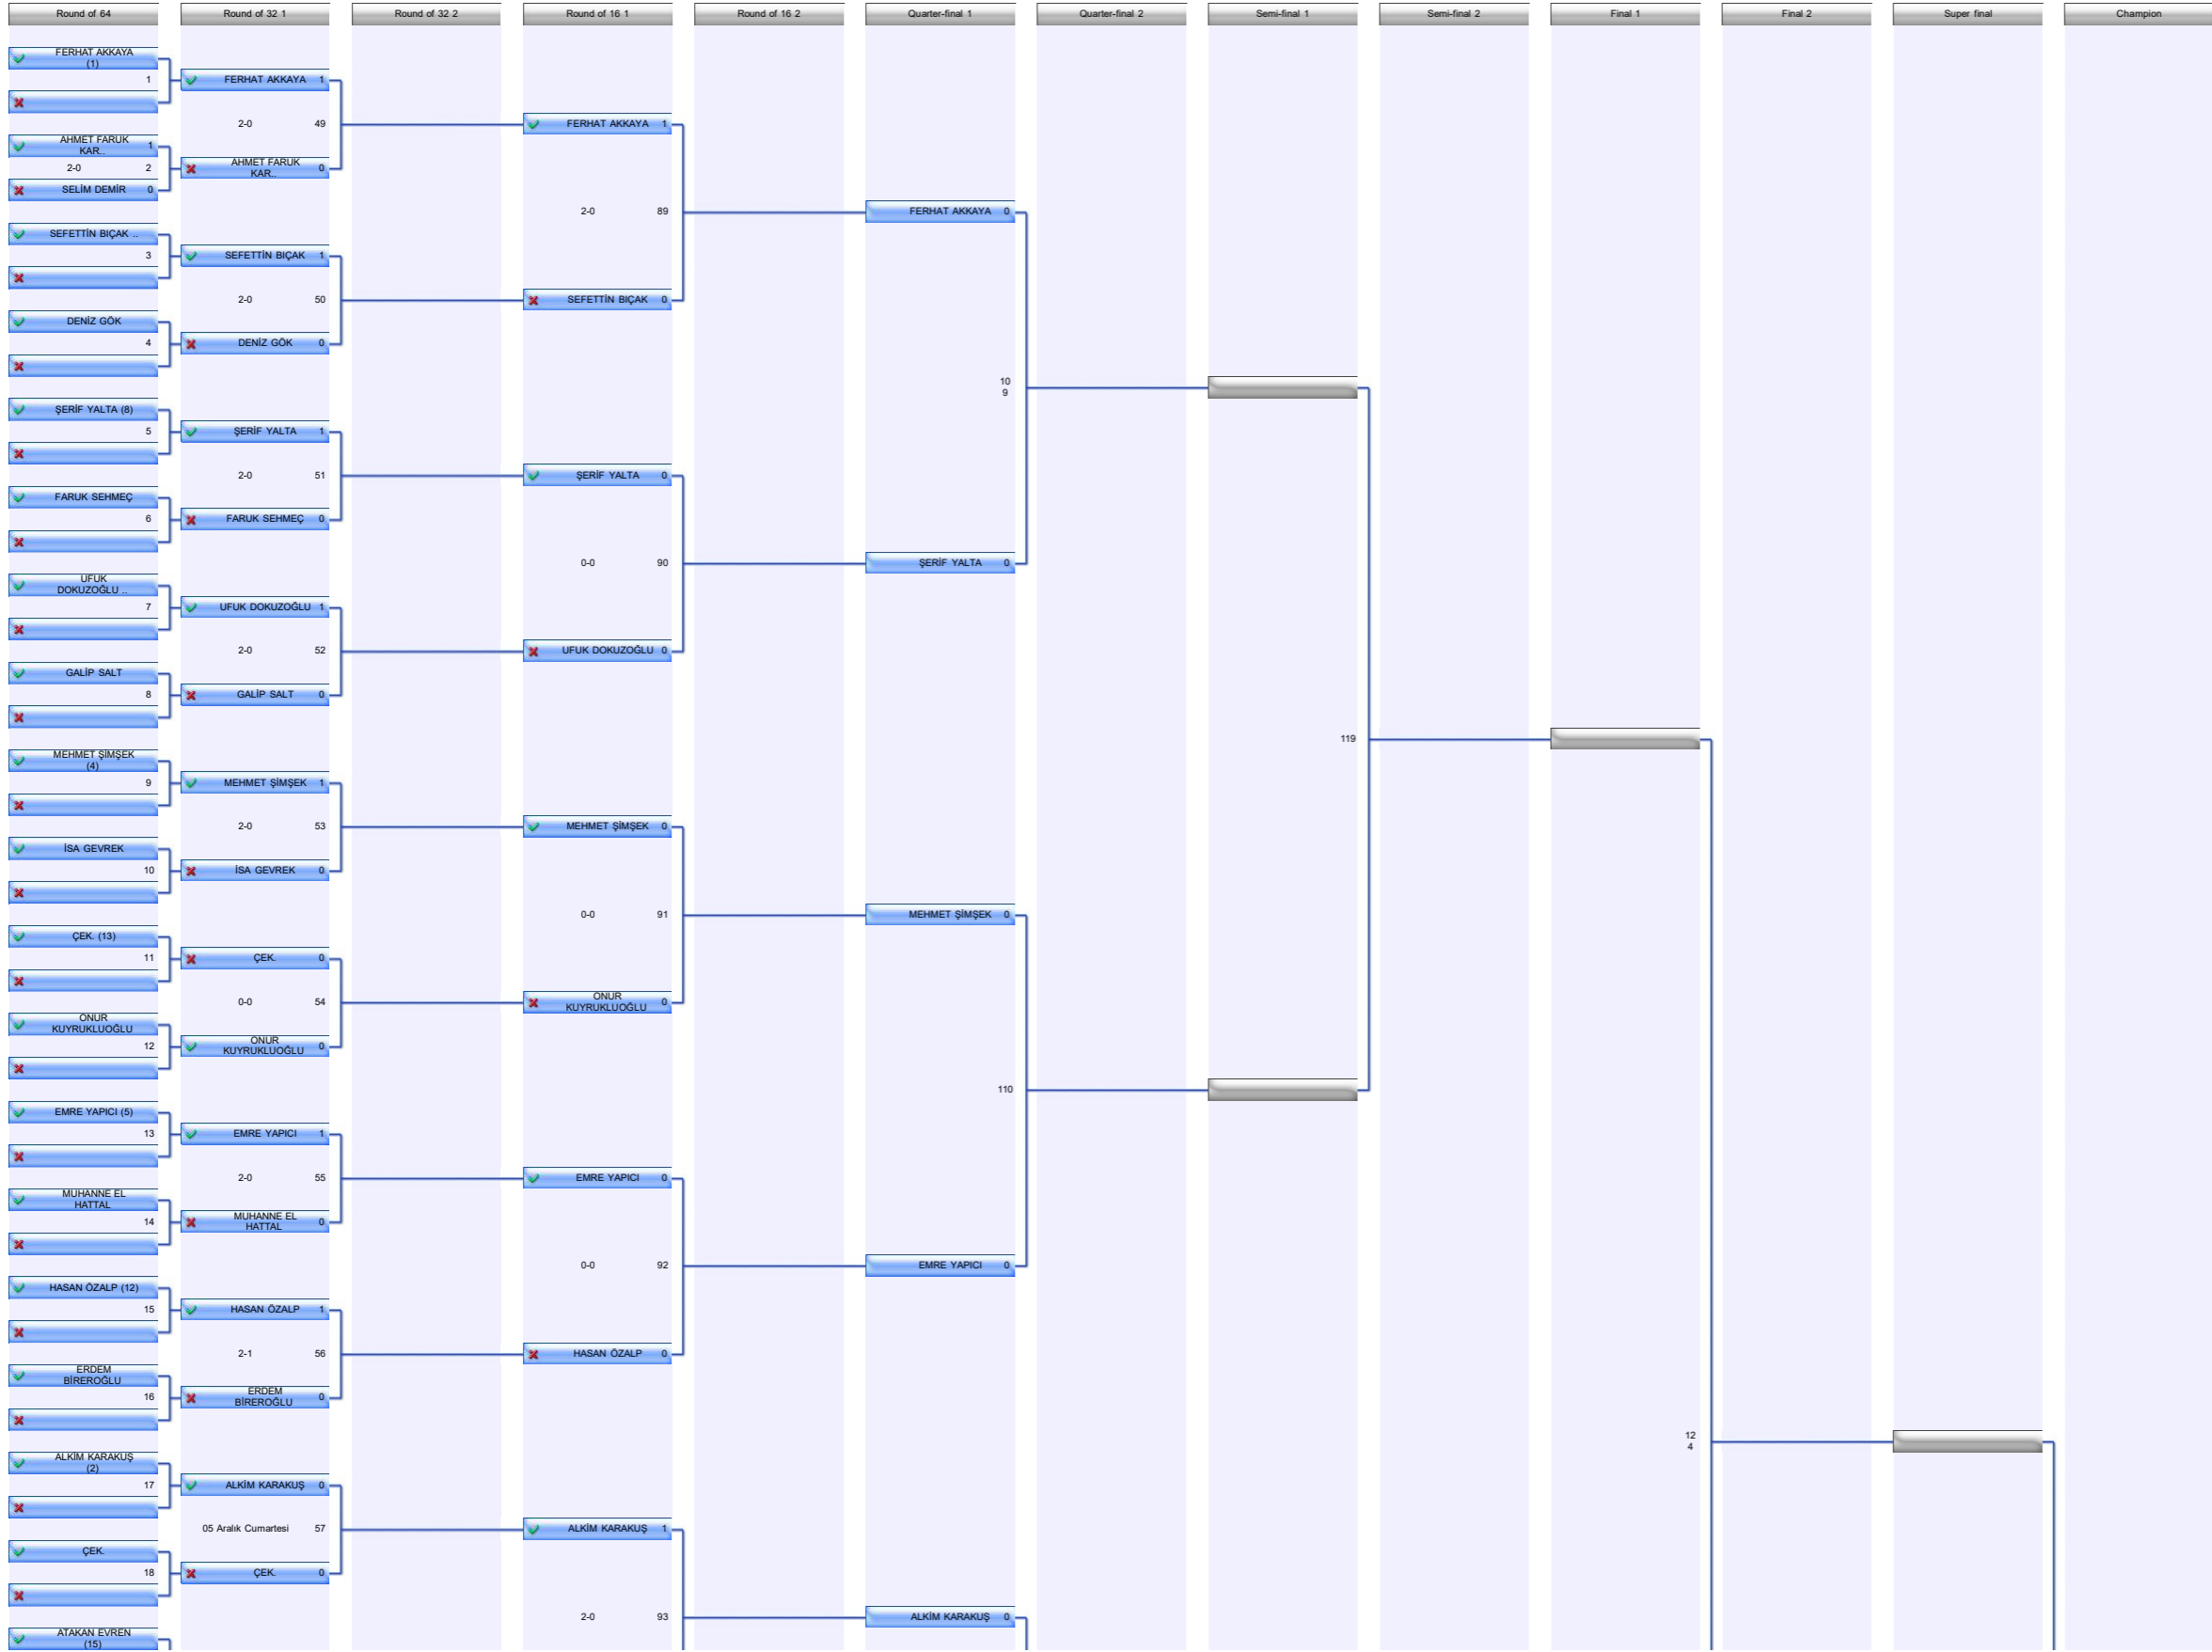 Round of 64
Round of 32 1
Round of 32 2
Round of 16 1
Round of 16 2
Quarter-final 1
Quarter-final 2
Semi-final 1
Semi-final 2
Final 1
Final 2
Super final
Champion
FERHAT AKKAYA
(1)
1
AHMET FARUK
KAR..
1
2-0 2
SELİM DEMİR 0
SEFETTİN BIÇAK ..
3
DENİZ GÖK
4
ŞERİF YALTA (8)
5
FARUK SEHMEÇ
6
UFUK
DOKUZOĞLU ..
7
GALİP SALT
8
MEHMET ŞİMŞEK
(4)
9
İSA GEVREK
10
ÇEK. (13)
11
ONUR
KUYRUKLUOĞLU
12
EMRE YAPICI (5)
13
MUHANNE EL
HATTAL
14
HASAN ÖZALP (12)
15
ERDEM
BİREROĞLU
16
ALKİM KARAKUŞ
(2)
17
ÇEK.
18
ATAKAN EVREN
(15)
FERHAT AKKAYA 1
2-0 49
AHMET FARUK
KAR..
0
SEFETTİN BIÇAK 1
2-0 50
DENİZ GÖK 0
ŞERİF YALTA 1
2-0 51
FARUK SEHMEÇ 0
UFUK DOKUZOĞLU 1
2-0 52
GALİP SALT 0
MEHMET ŞİMŞEK 1
2-0 53
İSA GEVREK 0
ÇEK. 0
0-0 54
ONUR
KUYRUKLUOĞLU
0
EMRE YAPICI 1
2-0 55
MUHANNE EL
HATTAL
0
HASAN ÖZALP 1
2-1 56
ERDEM
BİREROĞLU
0
ALKİM KARAKUŞ 0
05 Aralık Cumartesi 57
ÇEK. 0
FERHAT AKKAYA 1
2-0 89
SEFETTİN BIÇAK 0
ŞERİF YALTA 0
0-0 90
UFUK DOKUZOĞLU 0
MEHMET ŞİMŞEK 0
0-0 91
ONUR
KUYRUKLUOĞLU
0
EMRE YAPICI 0
0-0 92
HASAN ÖZALP 0
ALKİM KARAKUŞ 1
2-0 93
FERHAT AKKAYA 0
10
9
ŞERİF YALTA 0
MEHMET ŞİMŞEK 0
110
EMRE YAPICI 0
ALKİM KARAKUŞ 0
119
12
4